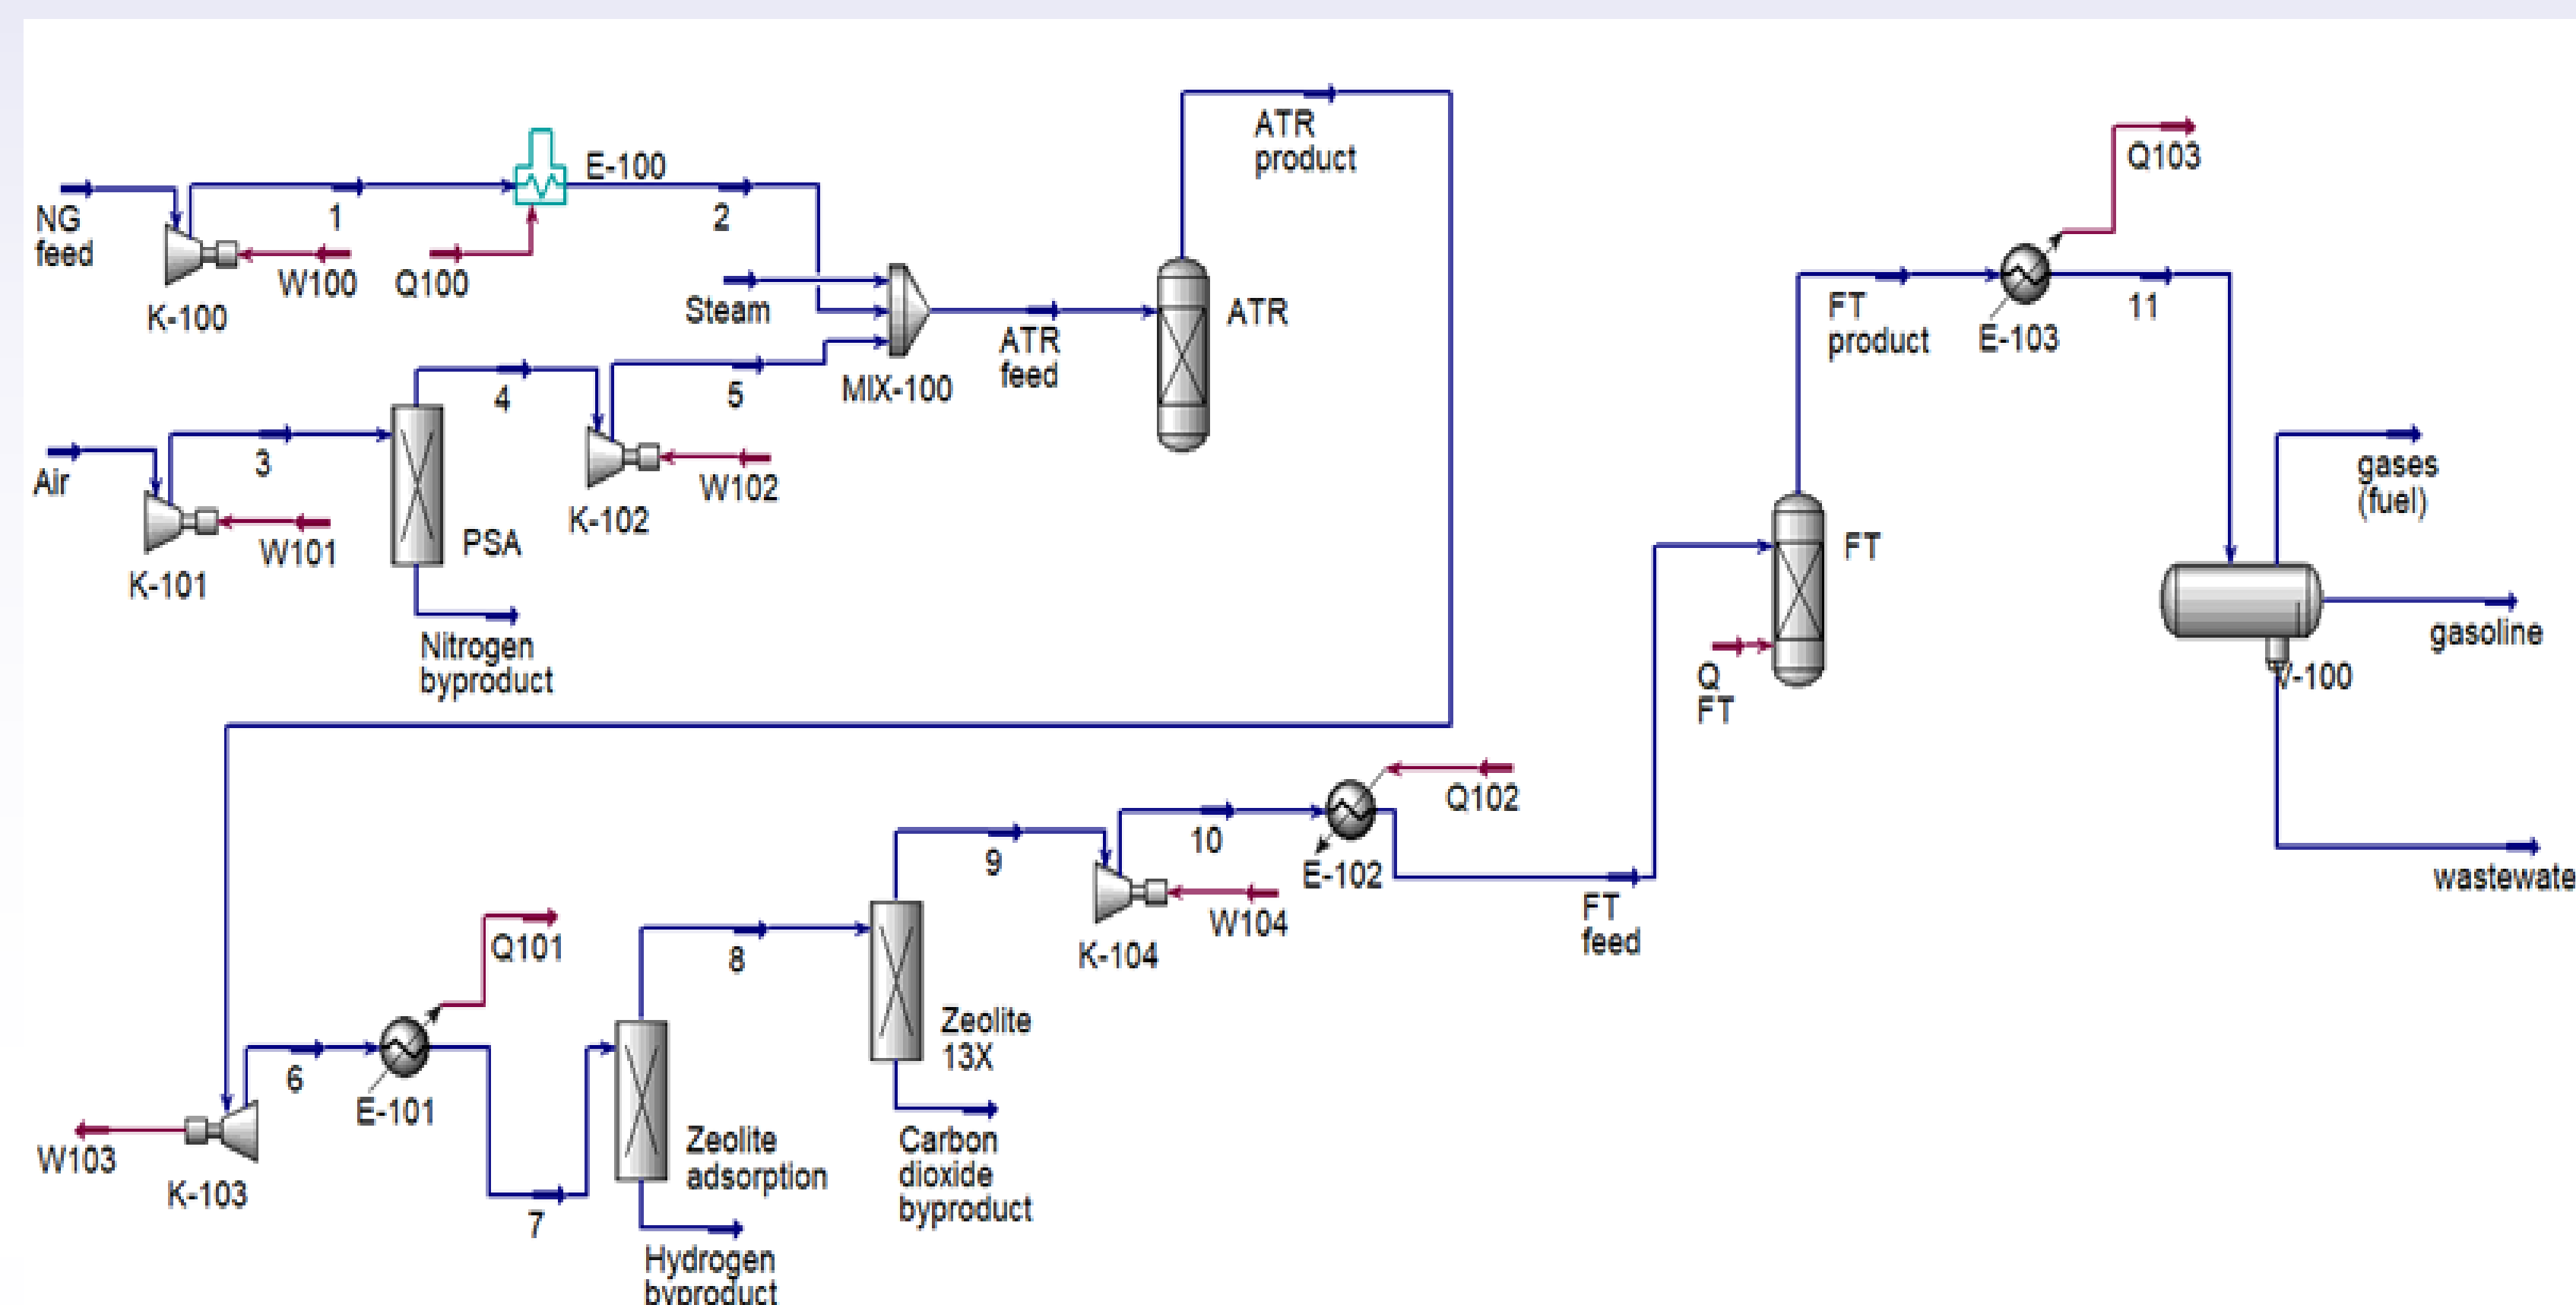 NG
feed
K-100
1
W100
Q100
E-100
2
Steam
Air
K-101
3
W101
PSA
Nitrogen
byproduct
4
K-102
5
W102
MIX-100
ATR
feed
ATR
ATR
product
W103
K-103
6
E-101
Q101
7
Zeolite
adsorption
Hydrogen
byproduct
8
Zeolite
13X
Carbon
dioxide
byproduct
9
K-104
W104
10
E-102
Q102
FT
feed
Q
FT
FT
FT
product
E-103
Q103
11
gases
(fuel)
gasoline
V-100
wastewate